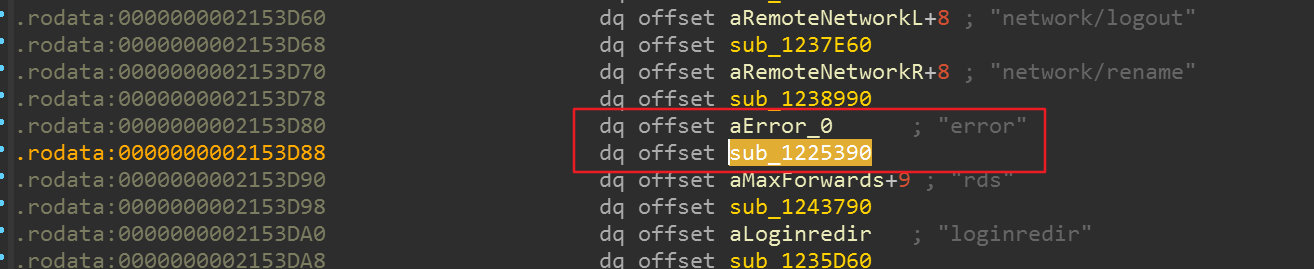 .rodata:0000000002153D60 dq offset aRemoteNetworkL+8 ; "network/logout"
.rodata:0000000002153D68 dq offset sub_1237E60
.rodata:0000000002153D70 dq offset aRemoteNetworkR+8 ; "network/rename"
.rodata:0000000002153D78 dq offset sub_1238990
.rodata:0000000002153D80 dq offset aError_0 ; "error"
.rodata:0000000002153D88 dq offset sub_1225390
.rodata:0000000002153D90 dq offset aMaxForwards+9 ; "rds"
.rodata:0000000002153D98 dq offset sub_1243790
.rodata:0000000002153DA0 dq offset aLoginredir ; "loginredir"
.rodata:0000000002153DA8 dq offset sub_1235D60